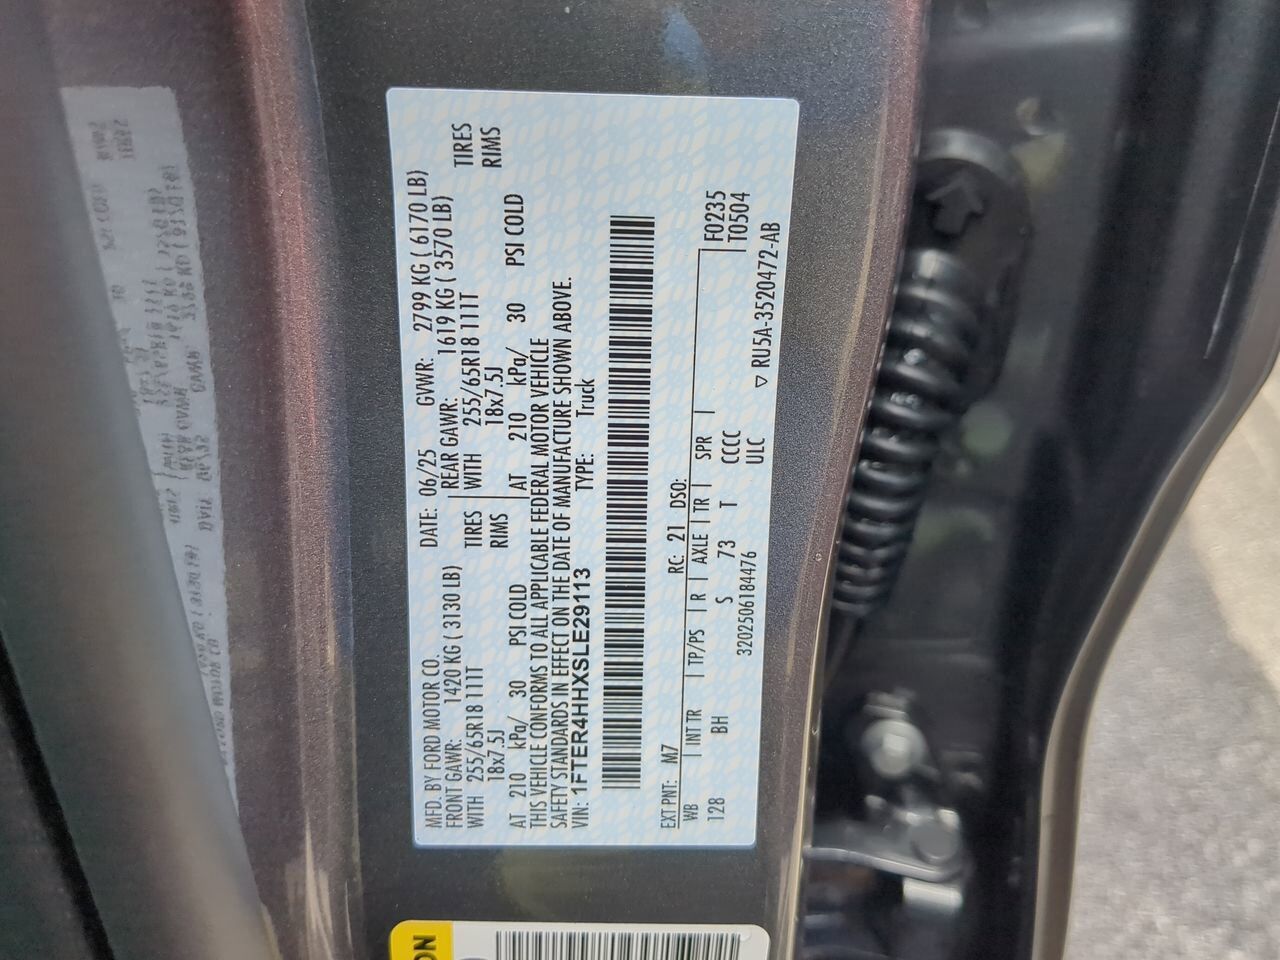 MFD. BY FORD MOTOR CO. DATE: 06/25 GVWR: 2799 KG ( 6170 LB)
FRONT GAWR: 1420 KG ( 3130 LB) REAR GAWR: 1619 KG ( 3570 LB)
WITH 255/65R18 111T TIRES WITH 255/65R18 111T TIRES
18x7.5J RIMS 18x7.5J RIMS
AT 210 kPa/ 30 PSI COLD AT 210 kPa/ 30 PSI COLD
THIS VEHICLE CONFORMS TO ALL APPLICABLE FEDERAL MOTOR VEHICLE
SAFETY STANDARDS IN EFFECT ON THE DATE OF MANUFACTURE SHOWN ABOVE.
VIN: 1FTER4HHXSLE29113 TYPE: Truck
EXT PNT: M7 RC: 21 DSO: F0235
WB INT TR TP/PS R AXLE TR SPR T0504
128 BH S 73 T CCCC
3202506184476 ULC ▽ RU5A-3520472-AB
ON